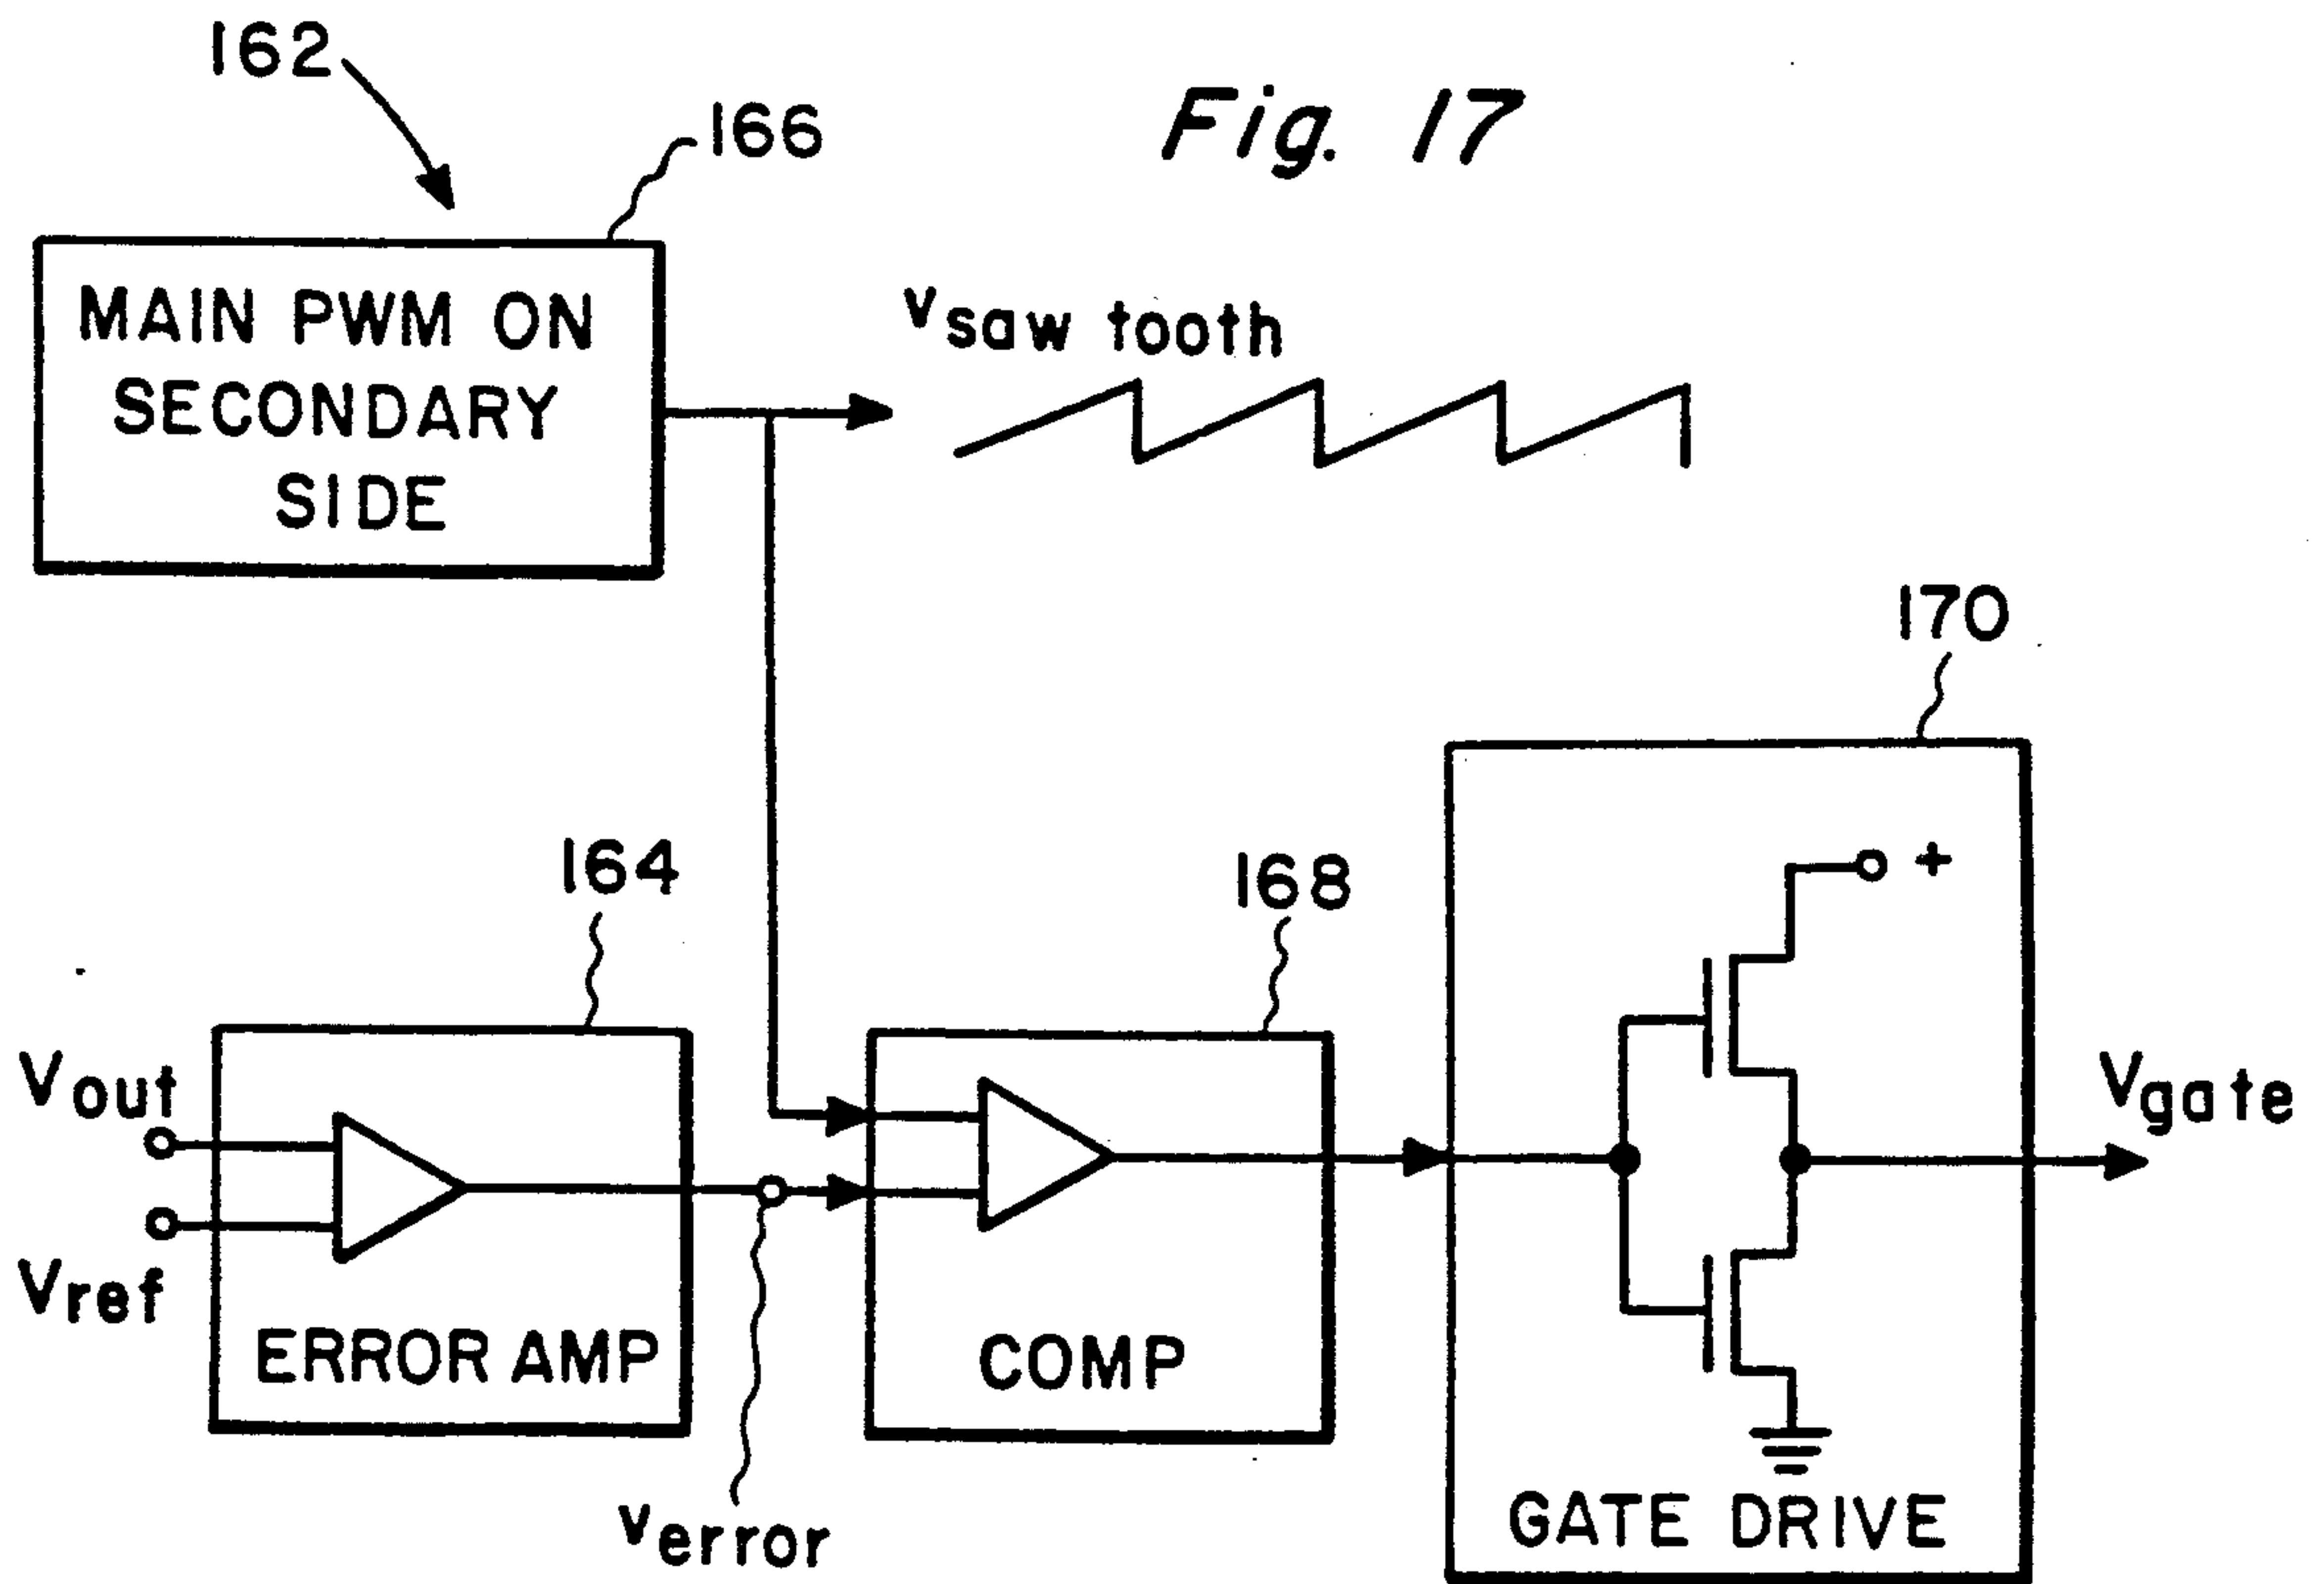 162
166
Fig. 17
MAIN PWM ON
SECONDARY
SIDE
vsaw tooth
170
164
168
+
Vout
Vref
ERROR AMP
COMP
Vgate
verror
GATE DRIVE